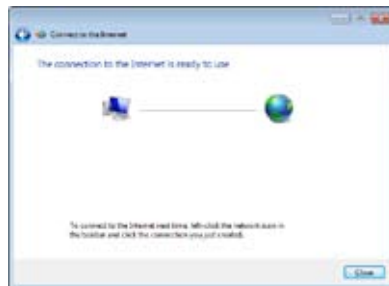 Connect to the Internet
The connection to the Internet is ready to use
To connect to the Internet next time, left-click the network icon in
the taskbar and click the connection you just created.
Close